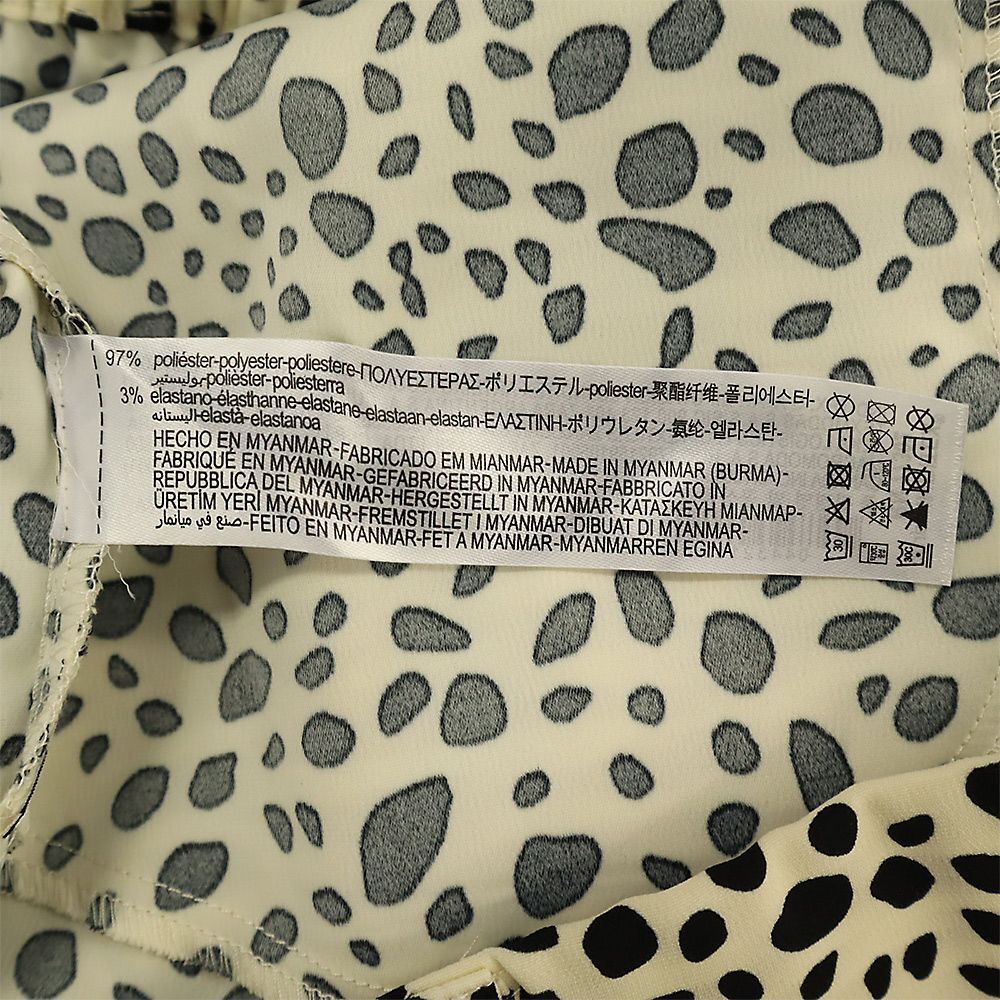 97% poliéster-polyester-poliestere-ΠΟΛΥΕΣΤΕΡΑΣ-ポリエステル-poliester-聚酯纤维-폴리에스터-
بوليستير-polièster-poliesterra
3% elastano-élasthanne-elastane-elastaan-elastan-ΕΛΑΣΤΙΝΗ-ポリウレタン-氨纶-엘라스탄-
اليستانه-elastà-elastanoa
HECHO EN MYANMAR-FABRICADO EM MIANMAR-MADE IN MYANMAR (BURMA)-
FABRIQUÉ EN MYANMAR-GEFABRICEERD IN MYANMAR-FABBRICATO IN
REPUBBLICA DEL MYANMAR-HERGESTELLT IN MYANMAR-ΚΑΤΑΣΚΕΥΗ ΜΙΑΝΜΑΡ-
ÜRETİM YERİ MYANMAR-FREMSTILLET I MYANMAR-DIBUAT DI MYANMAR-
صنع في ميانمار-FEITO EN MYANMAR-FET A MYANMAR-MYANMARREN EGINA
30